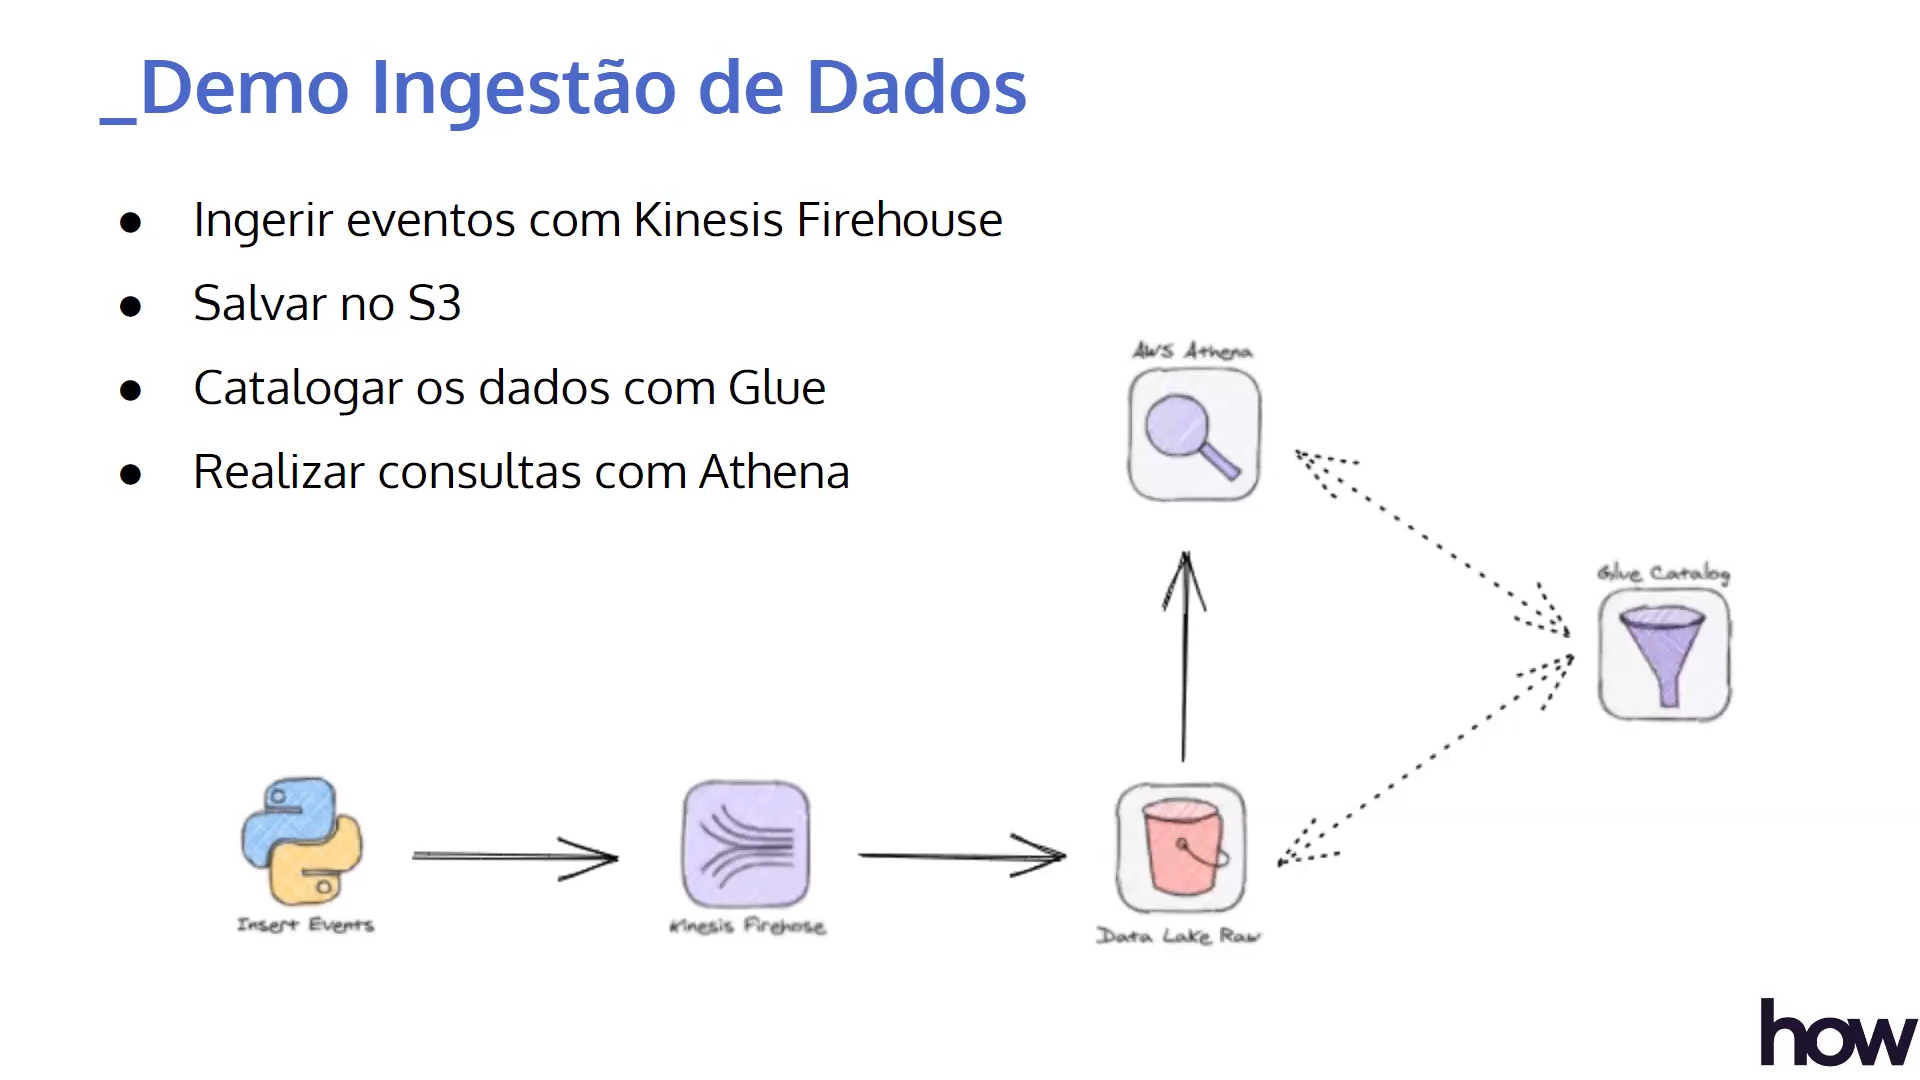 _Demo Ingestão de Dados
● Ingerir eventos com Kinesis Firehouse
● Salvar no S3
● Catalogar os dados com Glue
● Realizar consultas com Athena
AWS Athena
Glue Catalog
Insert Events
Kinesis Firehose
Data Lake Raw
how